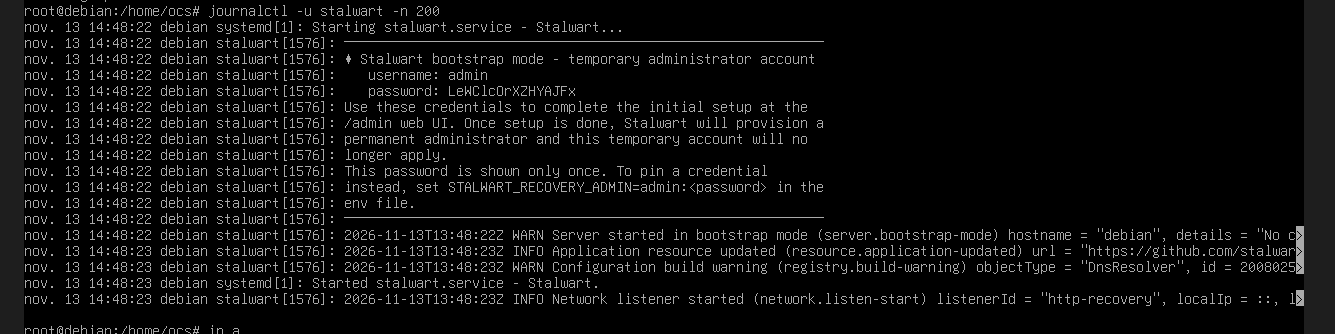 root@debian:/home/ocs# journalctl -u stalwart -n 200
nov. 13 14:48:22 debian systemd[1]: Starting stalwart.service - Stalwart...
nov. 13 14:48:22 debian stalwart[1576]: ────────────────────────────────────────────────────────────
nov. 13 14:48:22 debian stalwart[1576]: ♦ Stalwart bootstrap mode - temporary administrator account
nov. 13 14:48:22 debian stalwart[1576]:    username: admin
nov. 13 14:48:22 debian stalwart[1576]:    password: LeWClcOrXZHYAJFx
nov. 13 14:48:22 debian stalwart[1576]: Use these credentials to complete the initial setup at the
nov. 13 14:48:22 debian stalwart[1576]: /admin web UI. Once setup is done, Stalwart will provision a
nov. 13 14:48:22 debian stalwart[1576]: permanent administrator and this temporary account will no
nov. 13 14:48:22 debian stalwart[1576]: longer apply.
nov. 13 14:48:22 debian stalwart[1576]: This password is shown only once. To pin a credential
nov. 13 14:48:22 debian stalwart[1576]: instead, set STALWART_RECOVERY_ADMIN=admin:<password> in the
nov. 13 14:48:22 debian stalwart[1576]: env file.
nov. 13 14:48:22 debian stalwart[1576]: ────────────────────────────────────────────────────────────
nov. 13 14:48:22 debian stalwart[1576]: 2026-11-13T13:48:22Z WARN Server started in bootstrap mode (server.bootstrap-mode) hostname = "debian", details = "No c>
nov. 13 14:48:23 debian stalwart[1576]: 2026-11-13T13:48:23Z INFO Application resource updated (resource.application-updated) url = "https://github.com/stalwar>
nov. 13 14:48:23 debian stalwart[1576]: 2026-11-13T13:48:23Z WARN Configuration build warning (registry.build-warning) objectType = "DnsResolver", id = 2008025>
nov. 13 14:48:23 debian systemd[1]: Started stalwart.service - Stalwart.
nov. 13 14:48:23 debian stalwart[1576]: 2026-11-13T13:48:23Z INFO Network listener started (network.listen-start) listenerId = "http-recovery", localIp = ::, l>
root@debian:/home/ocs# ip a